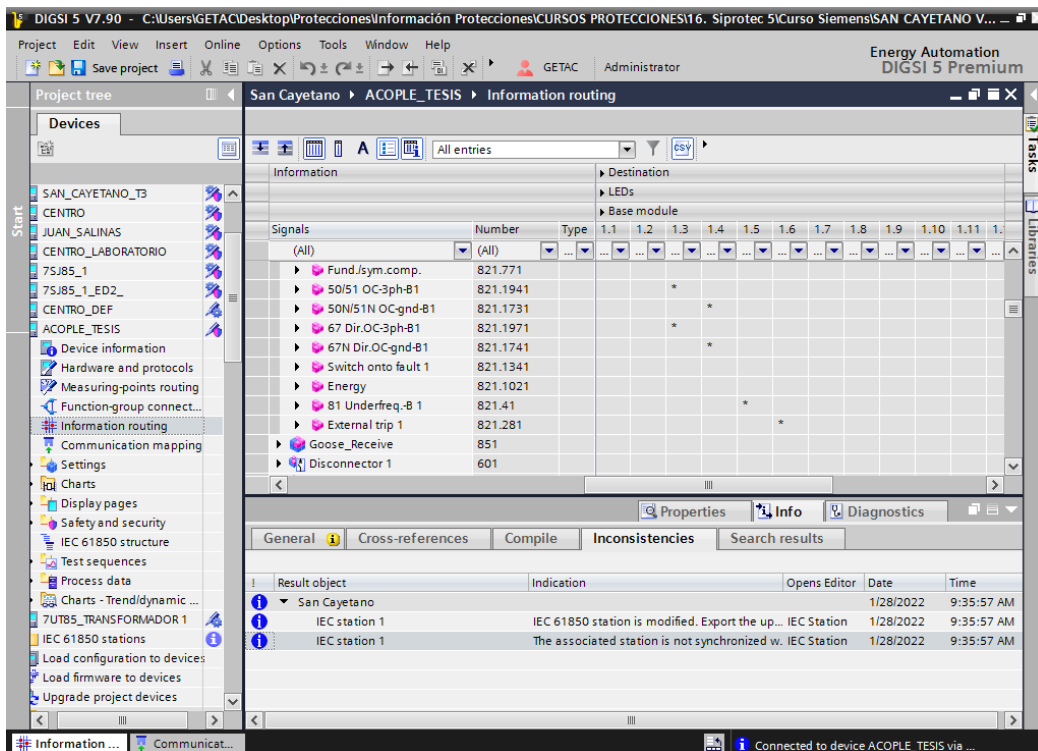 DIGSI 5 V7.90 - C:\Users\GETAC\Desktop\Protecciones\Información Protecciones\CURSOS PROTECCIONES\16. Siprotec 5\Curso Siemens\SAN CAYETANO V...
Project Edit View Insert Online Options Tools Window Help
Save project GETAC Administrator
Energy Automation
DIGSI 5 Premium
Project tree
San Cayetano ACOPLE_TESIS Information routing
Devices
Start
SAN_CAYETANO_T3
CENTRO
JUAN_SALINAS
CENTRO_LABORATORIO
7SJ85_1
7SJ85_1_ED2_
CENTRO_DEF
ACOPLE_TESIS
Device information
Hardware and protocols
Measuring-points routing
Function-group connect...
Information routing
Communication mapping
Settings
Charts
Display pages
Safety and security
IEC 61850 structure
Test sequences
Process data
Charts - Trend/dynamic ...
7UT85_TRANSFORMADOR 1
IEC 61850 stations
Load configuration to devices
Load firmware to devices
Upgrade project devices
A All entries CSV
Information Destination
LEDs
Base module
Signals Number Type 1.1 1.2 1.3 1.4 1.5 1.6 1.7 1.8 1.9 1.10 1.11 1.
(All) (All) ... ... ... ... ... ... ... ... ... ... ... ...
Fund./sym.comp. 821.771
50/51 OC-3ph-B1 821.1941 *
50N/51N OC-gnd-B1 821.1731 *
67 Dir.OC-3ph-B1 821.1971 *
67N Dir.OC-gnd-B1 821.1741 *
Switch onto fault 1 821.1341
Energy 821.1021
81 Underfreq.-B 1 821.41 *
External trip 1 821.281 *
Goose_Receive 851
Disconnector 1 601
Properties Info Diagnostics
General Cross-references Compile Inconsistencies Search results
! Result object Indication Opens Editor Date Time
San Cayetano 1/28/2022 9:35:57 AM
IEC station 1 IEC 61850 station is modified. Export the up... IEC Station 1/28/2022 9:35:57 AM
IEC station 1 The associated station is not synchronized w. IEC Station 1/28/2022 9:35:57 AM
Tasks
Libraries
Information ... Communicat... Connected to device ACOPLE_TESIS via ...